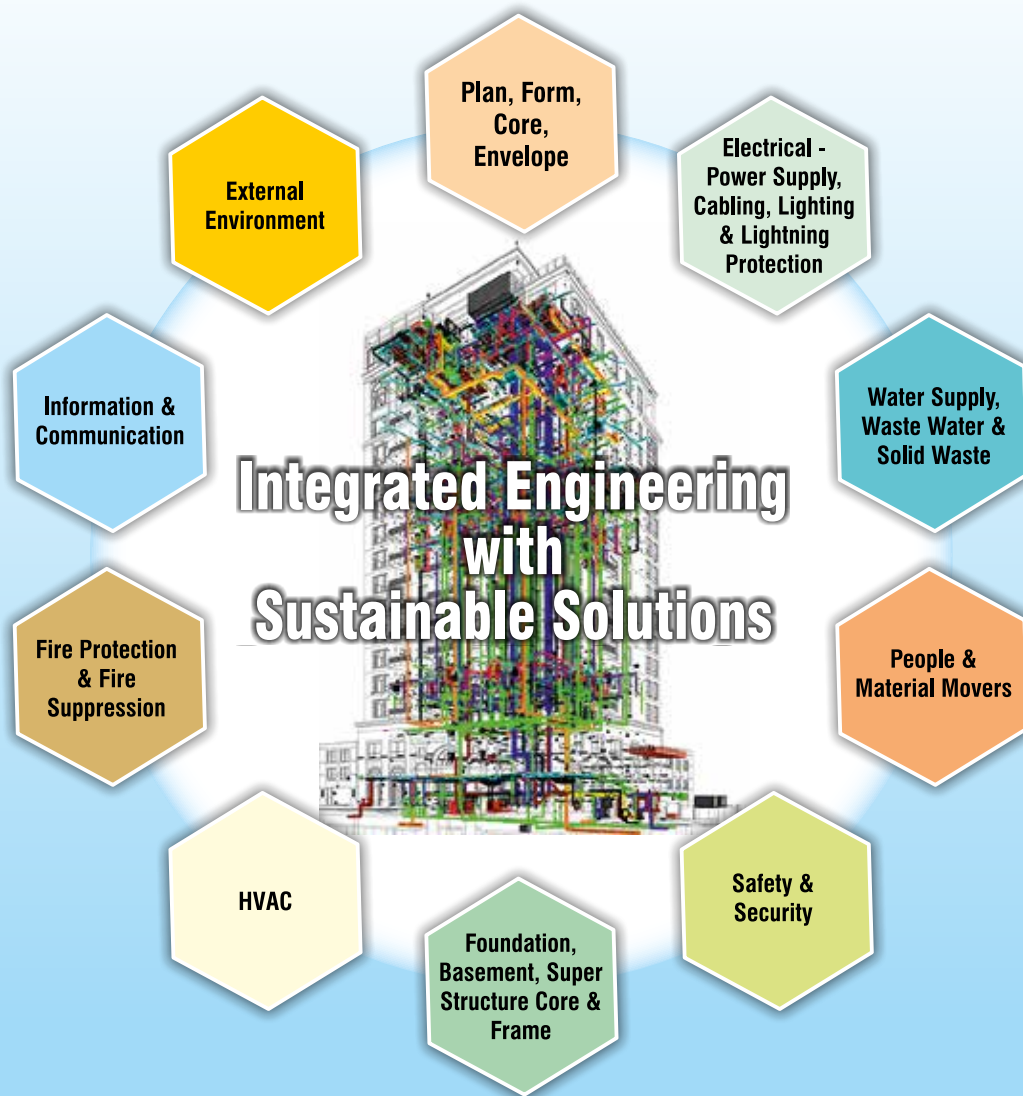 Plan, Form,
Core,
Envelope
Electrical -
Power Supply,
Cabling, Lighting
& Lightning
Protection
Water Supply,
Waste Water &
Solid Waste
People &
Material Movers
Safety &
Security
Foundation,
Basement, Super
Structure Core &
Frame
HVAC
Fire Protection
& Fire
Suppression
Information &
Communication
External
Environment
Integrated Engineering
with
Sustainable Solutions